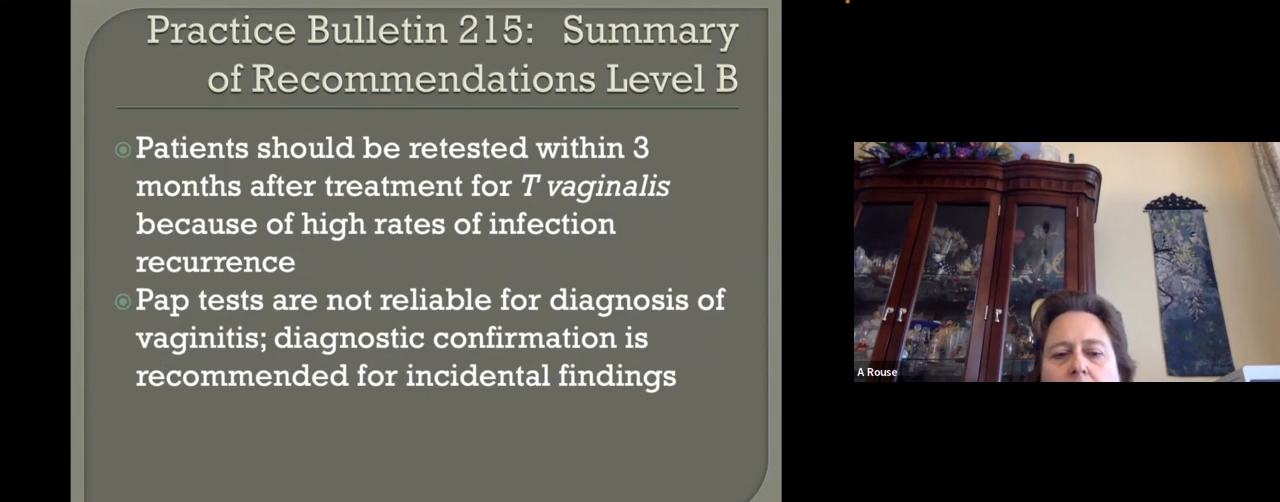 Practice Bulletin 215: Summary
of Recommendations Level B
Patients should be retested within 3
months after treatment for T vaginalis
because of high rates of infection
recurrence
Pap tests are not reliable for diagnosis of
vaginitis; diagnostic confirmation is
recommended for incidental findings
A Rouse